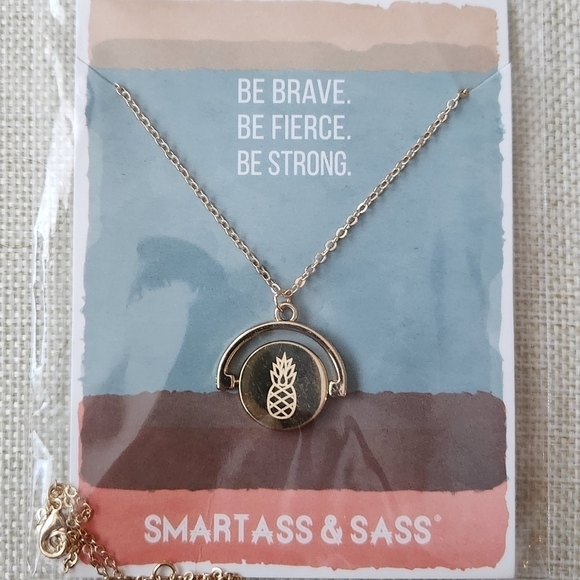 BE BRAVE.
BE FIERCE.
BE STRONG.
SMARTASS & SASS®